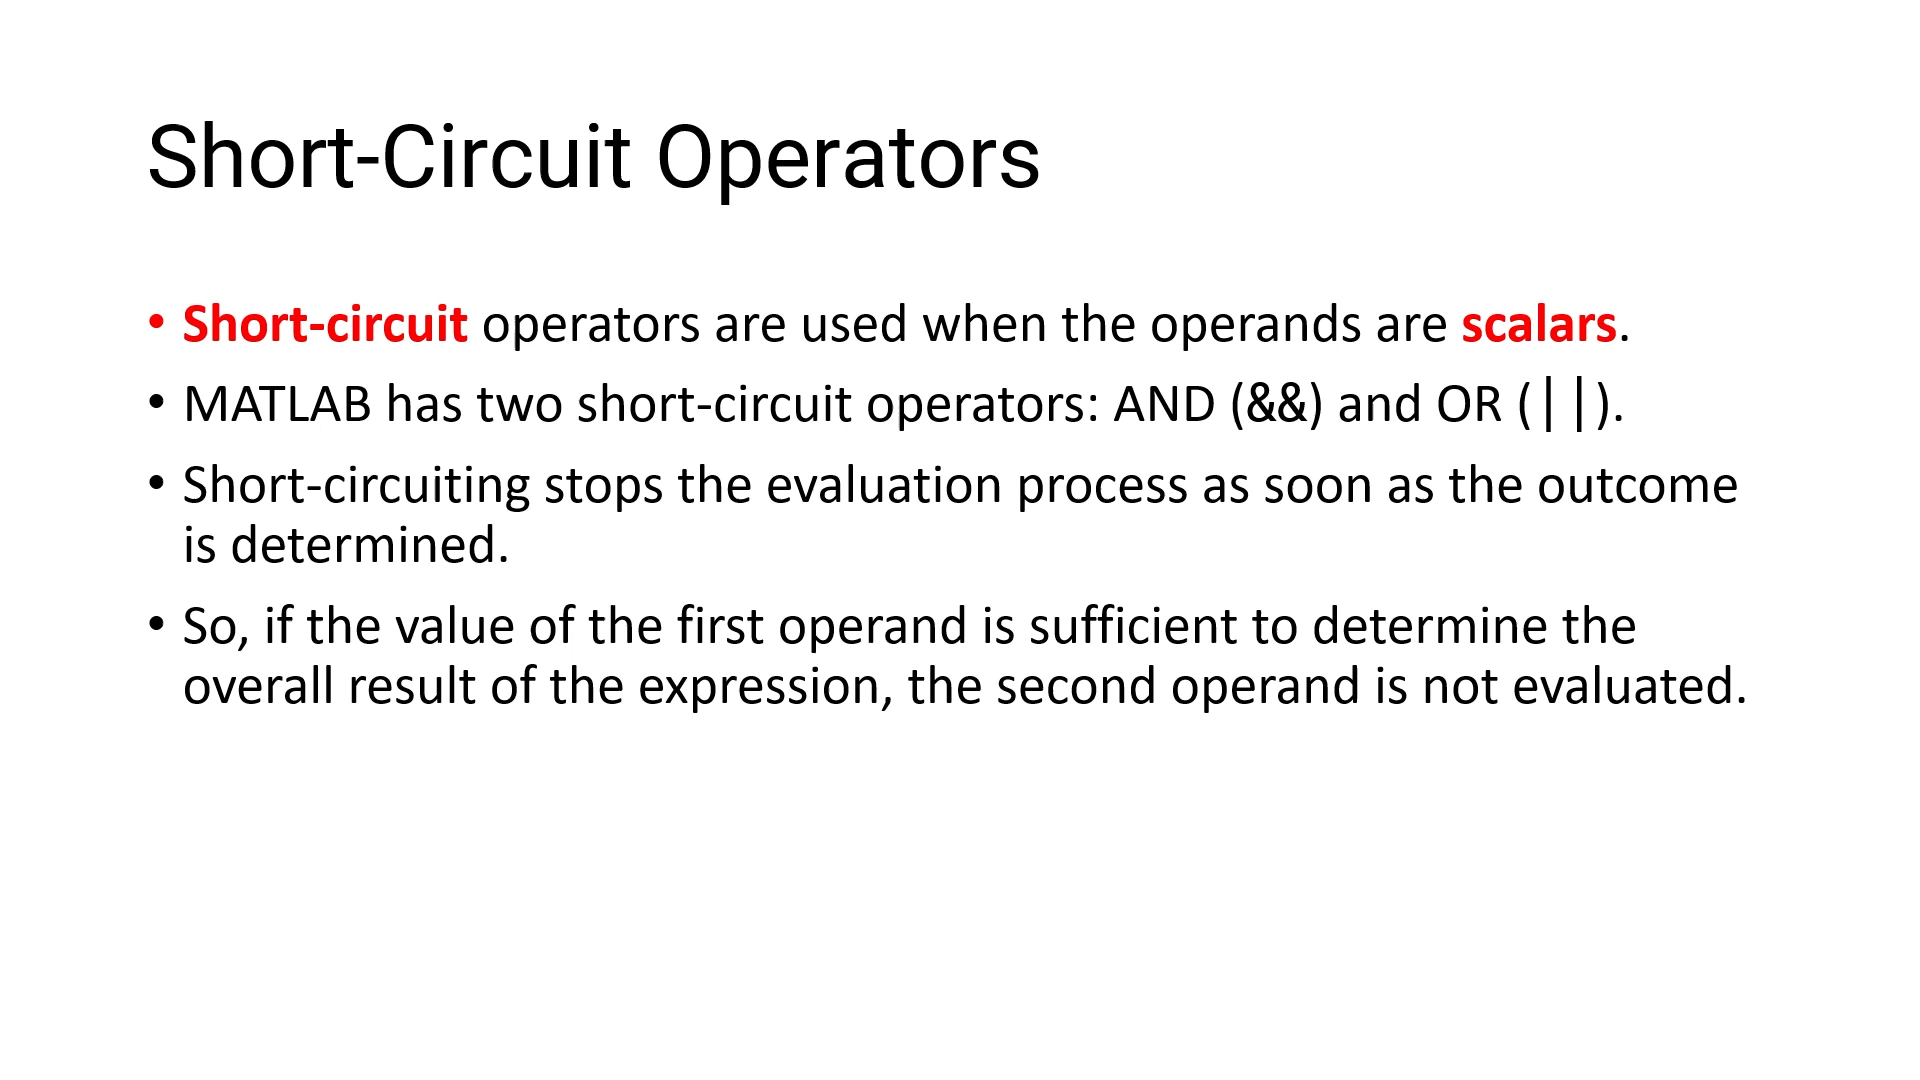 Short-Circuit Operators
• Short-circuit operators are used when the operands are scalars.
• MATLAB has two short-circuit operators: AND (&&) and OR (||).
• Short-circuiting stops the evaluation process as soon as the outcome
is determined.
• So, if the value of the first operand is sufficient to determine the
overall result of the expression, the second operand is not evaluated.